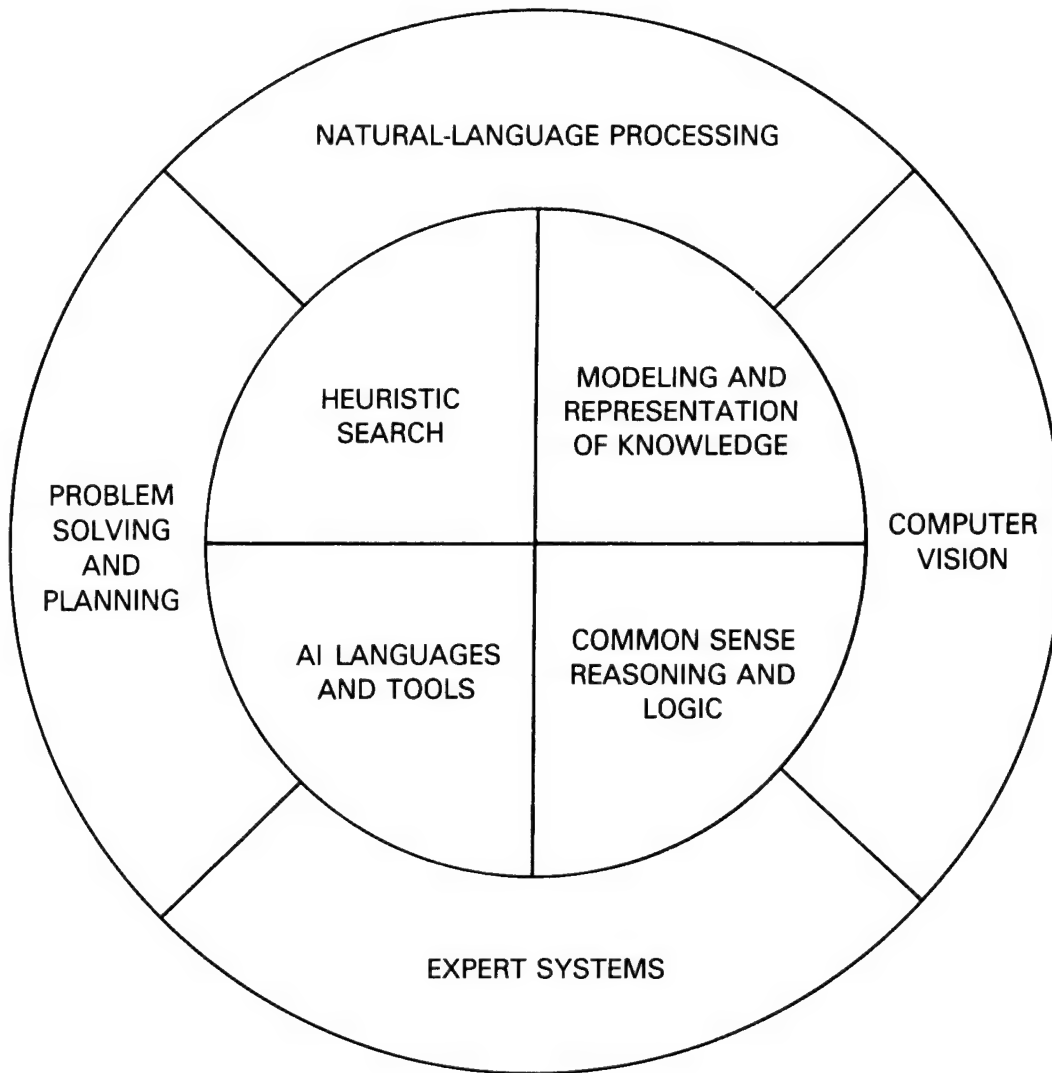 NATURAL-LANGUAGE PROCESSING
HEURISTIC
SEARCH
MODELING AND
REPRESENTATION
OF KNOWLEDGE
PROBLEM
SOLVING
AND
PLANNING
COMPUTER
VISION
AI LANGUAGES
AND TOOLS
COMMON SENSE
REASONING AND
LOGIC
EXPERT SYSTEMS